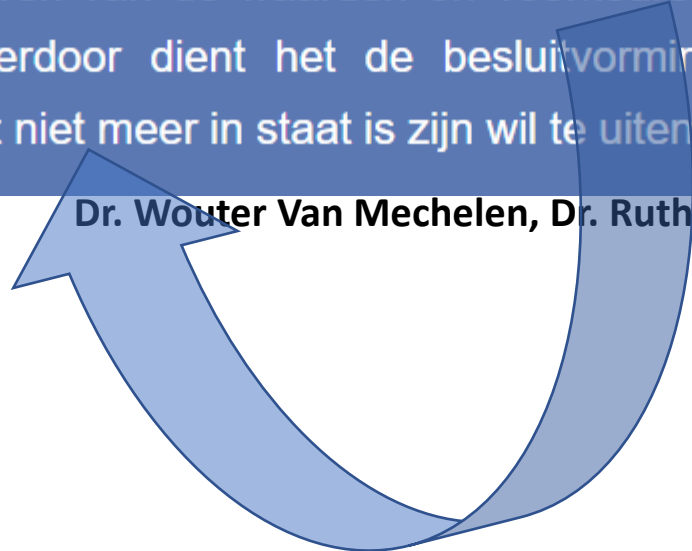 erdoor dient het de besluitvormin
niet meer in staat is zijn wil te uiten
Dr. Wouter Van Mechelen, Dr. Ruth